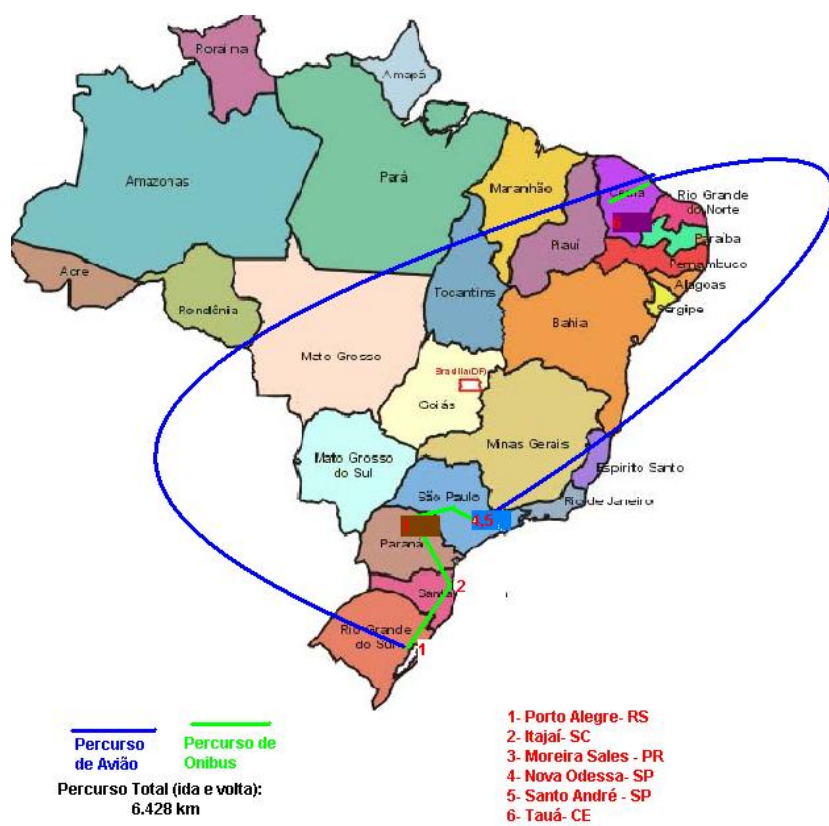 Roraima
Amapá
Amazonas
Pará
Maranhão
Ceará
Rio Grande
do Norte
Paraíba
Piauí
Pernambuco
Acre
Alagoas
Rondônia
Tocantins
Sergipe
Bahia
Mato Grosso
Brasília(DF)
Goiás
Minas Gerais
Mato Grosso
do Sul
Espirito Santo
São Paulo
Rio de Janeiro
4,5
Paraná
2
Santa
Rio Grande
do Sul
1
6
Percurso
de Avião
Percurso de
Onibus
Percurso Total (ida e volta):
6.428 km
1- Porto Alegre- RS
2- Itajaí- SC
3- Moreira Sales - PR
4- Nova Odessa- SP
5- Santo André - SP
6- Tauá- CE